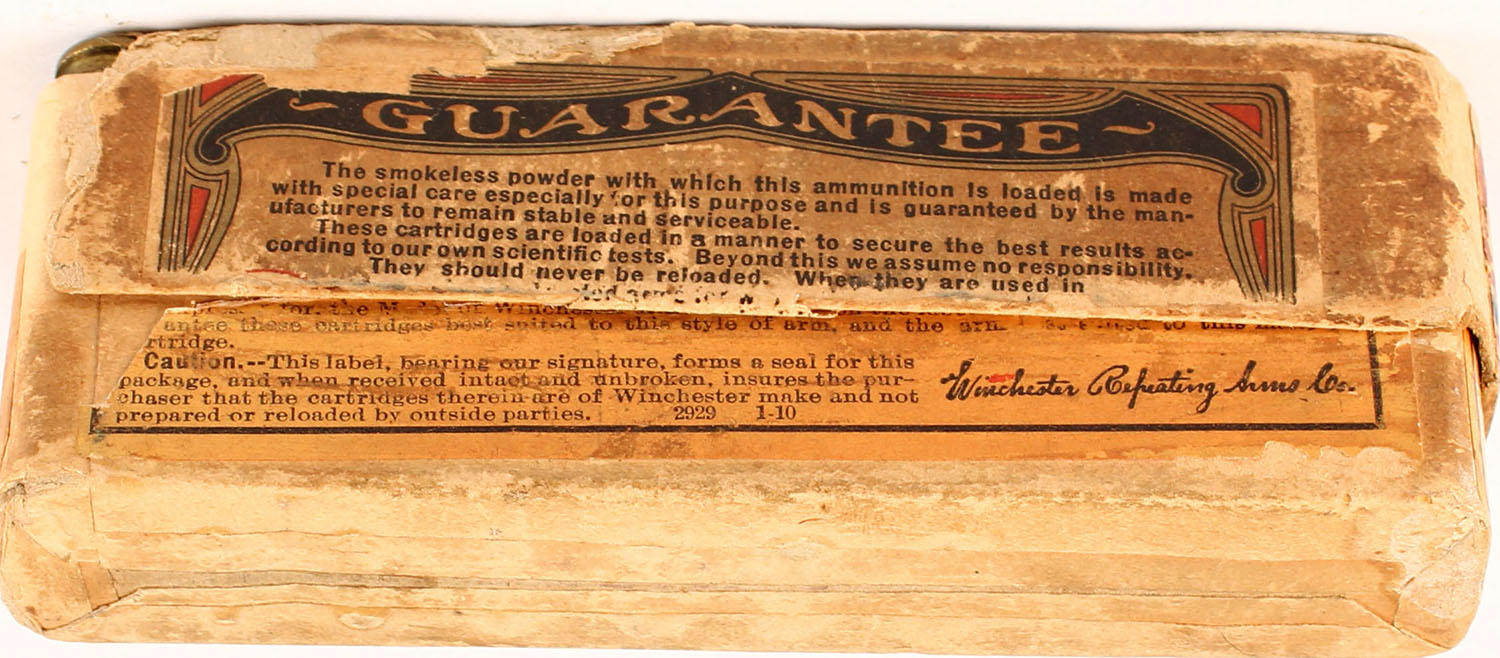 ~ GUARANTEE ~
The smokeless powder with which this ammunition is loaded is made
with special care especially for this purpose and is guaranteed by the man-
ufacturers to remain stable and serviceable.
These cartridges are loaded in a manner to secure the best results ac-
cording to our own scientific tests. Beyond this we assume no responsibility.
They should never be reloaded. When they are used in
antee these cartridges best suited to this style of arm, and the arm
rtridge.
Caution.--This label, bearing our signature, forms a seal for this
package, and when received intact and unbroken, insures the pur-
chaser that the cartridges therein are of Winchester make and not
prepared or reloaded by outside parties. 2929 1-10
Winchester Repeating Arms Co.